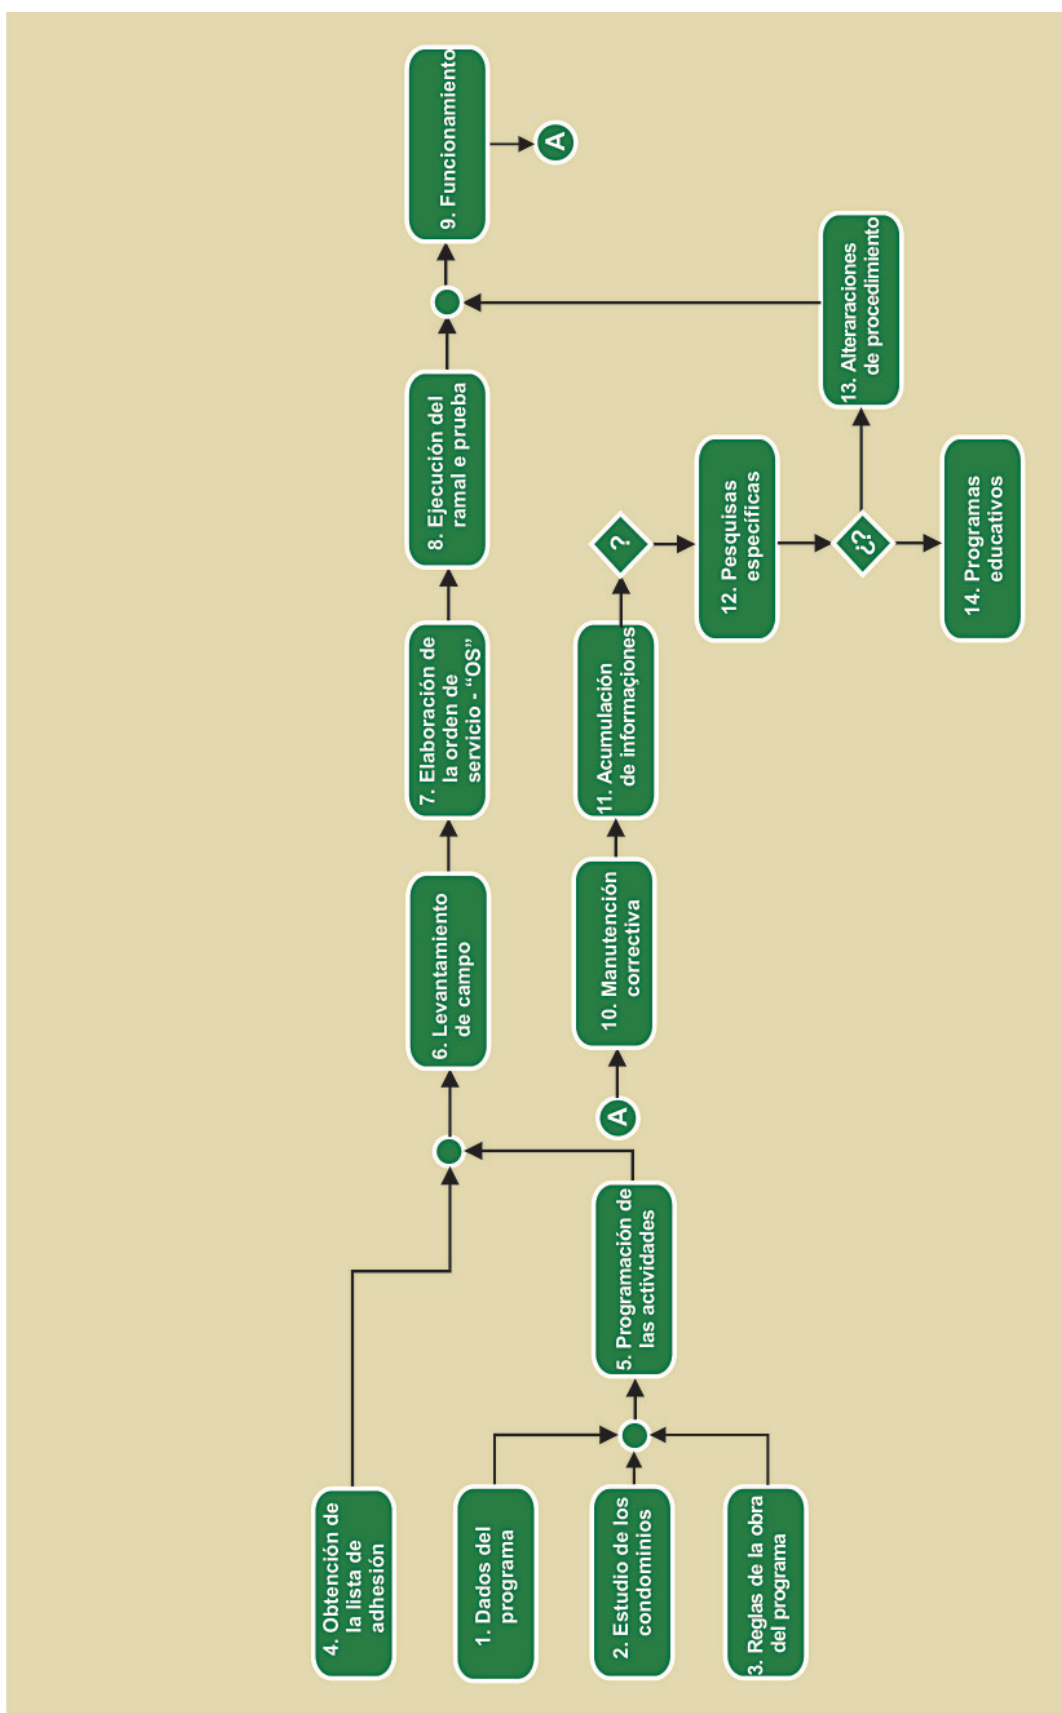 4. Obtención de
la lista de
adhesión
1. Dados del
programa
2. Estudio de los
condominios
3. Reglas de la obra
del programa
5. Programación de
las actividades
6. Levantamiento
de campo
7. Elaboración de
la orden de
servicio - “OS”
8. Ejecución del
ramal e prueba
9. Funcionamiento
A
A
10. Manutención
correctiva
11. Acumulación
de informaçiones
?
12. Pesquisas
específicas
¿?
13. Alteraraciones
de procedimiento
14. Programas
educativos